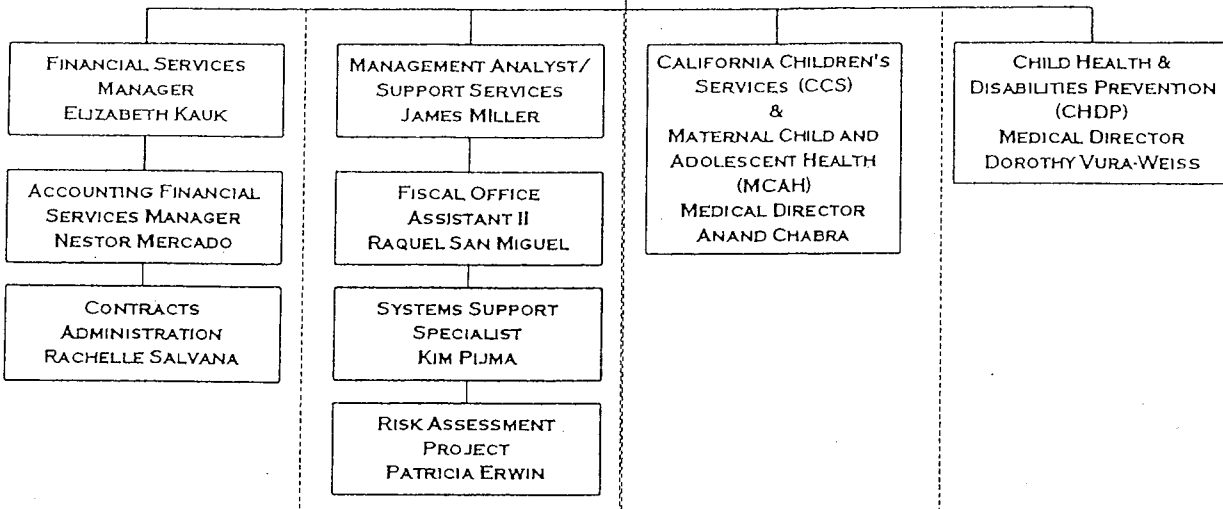 FINANCIAL SERVICES
MANAGER
ELIZABETH KAUK
ACCOUNTING FINANCIAL
SERVICES MANAGER
NESTOR MERCADO
CONTRACTS
ADMINISTRATION
RACHELLE SALVANA
MANAGEMENT ANALYST/
SUPPORT SERVICES
JAMES MILLER
FISCAL OFFICE
ASSISTANT II
RAQUEL SAN MIGUEL
SYSTEMS SUPPORT
SPECIALIST
KIM PIJMA
RISK ASSESSMENT
PROJECT
PATRICIA ERWIN
CALIFORNIA CHILDREN'S
SERVICES (CCS)
&
MATERNAL CHILD AND
ADOLESCENT HEALTH
(MCAH)
MEDICAL DIRECTOR
ANAND CHABRA
CHILD HEALTH &
DISABILITIES PREVENTION
(CHDP)
MEDICAL DIRECTOR
DOROTHY VURA-WEISS